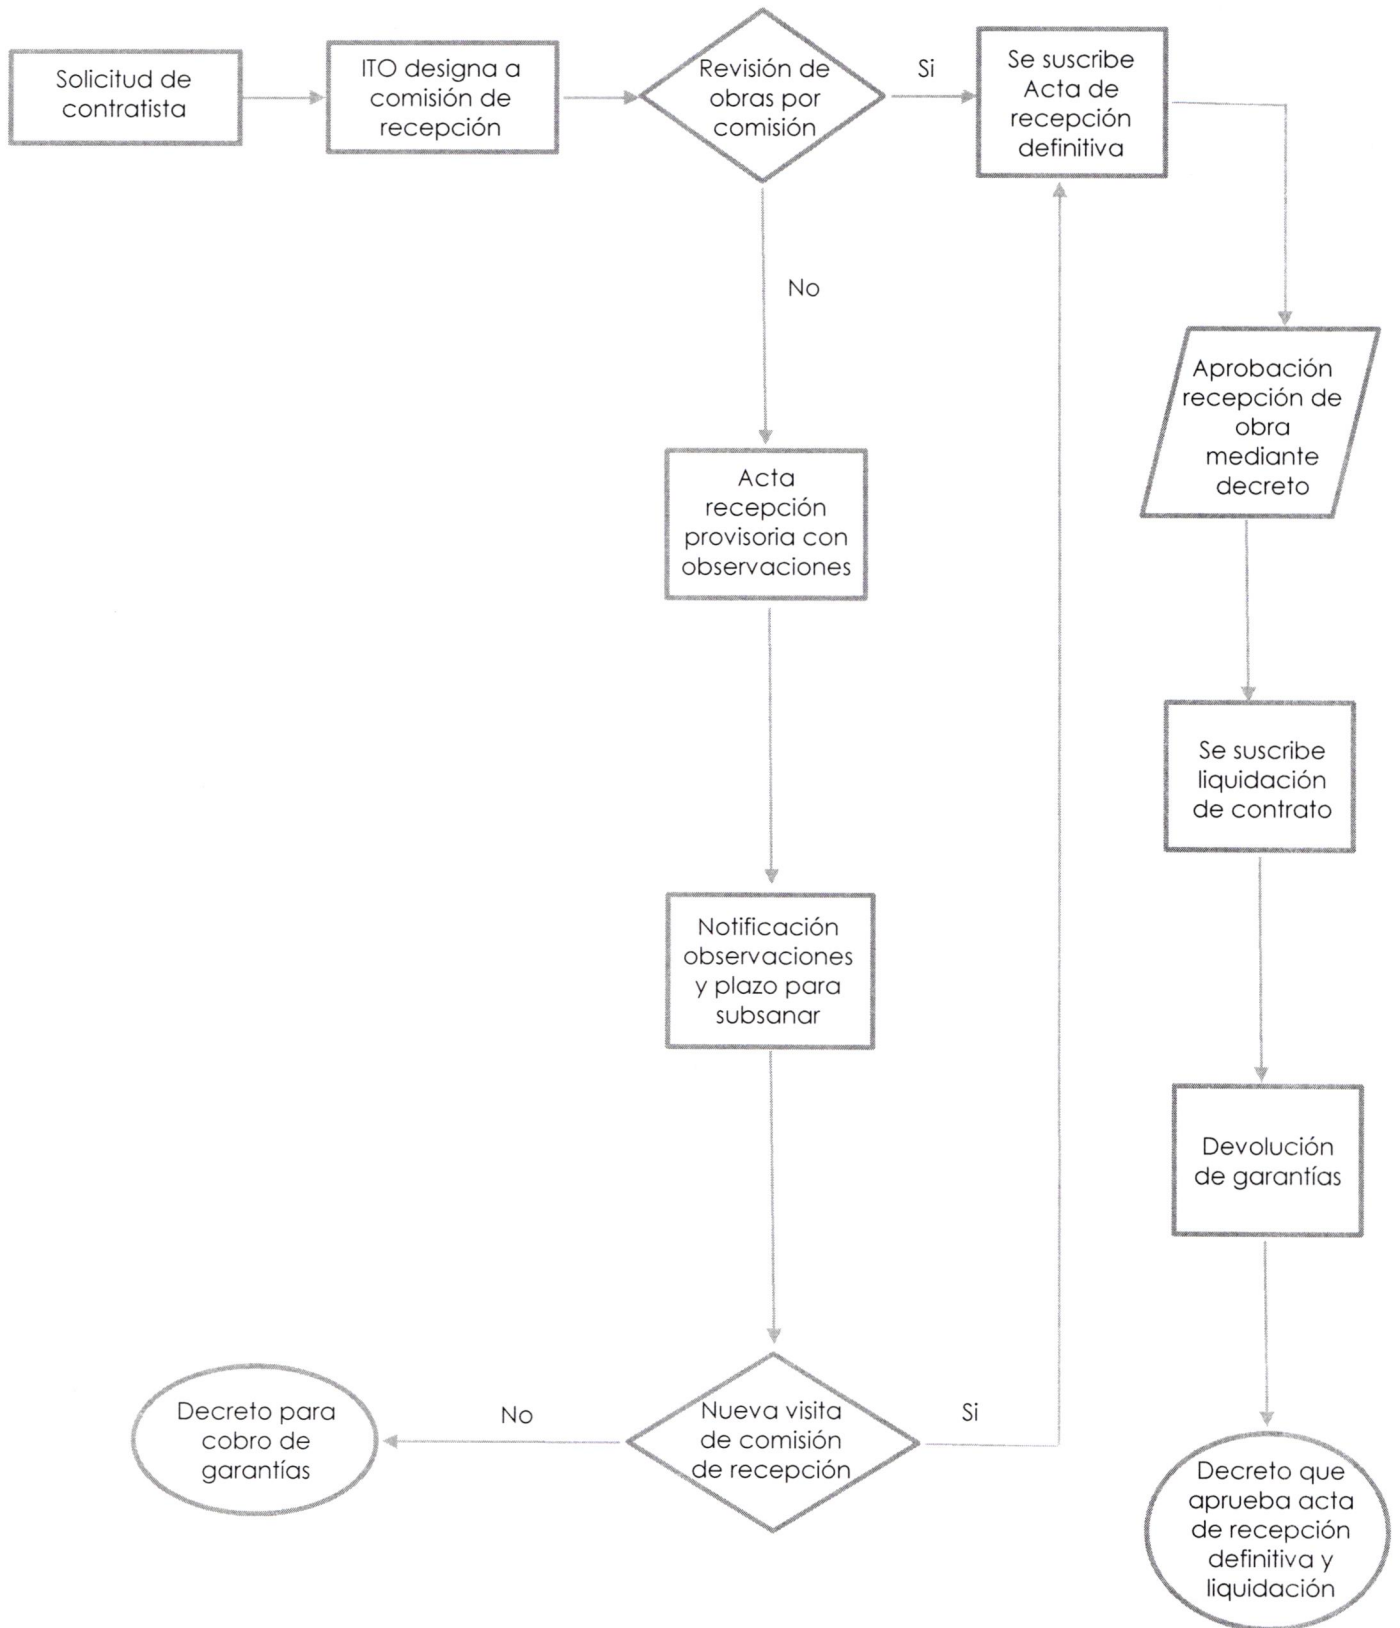 Solicitud de
contratista
ITO designa a
comisión de
recepción
Revisión de
obras por
comisión
Si
Se suscribe
Acta de
recepción
definitiva
No
Aprobación
recepción de
obra
mediante
decreto
Acta
recepción
provisoria con
observaciones
Se suscribe
liquidación
de contrato
Notificación
observaciones
y plazo para
subsanar
Devolución
de garantías
Decreto para
cobro de
garantías
No
Nueva visita
de comisión
de recepción
Si
Decreto que
aprueba acta
de recepción
definitiva y
liquidación